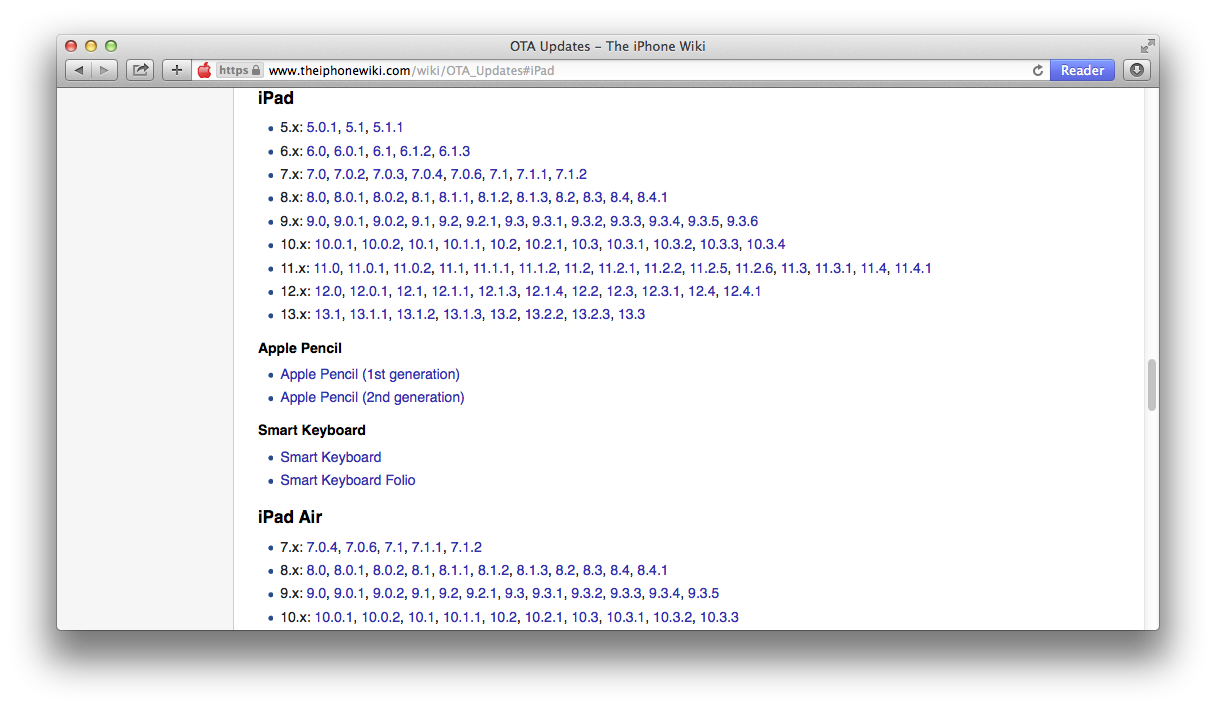 OTA Updates – The iPhone Wiki
https www.theiphonewiki.com/wiki/OTA_Updates#iPad Reader
iPad
5.x: 5.0.1, 5.1, 5.1.1
6.x: 6.0, 6.0.1, 6.1, 6.1.2, 6.1.3
7.x: 7.0, 7.0.2, 7.0.3, 7.0.4, 7.0.6, 7.1, 7.1.1, 7.1.2
8.x: 8.0, 8.0.1, 8.0.2, 8.1, 8.1.1, 8.1.2, 8.1.3, 8.2, 8.3, 8.4, 8.4.1
9.x: 9.0, 9.0.1, 9.0.2, 9.1, 9.2, 9.2.1, 9.3, 9.3.1, 9.3.2, 9.3.3, 9.3.4, 9.3.5, 9.3.6
10.x: 10.0.1, 10.0.2, 10.1, 10.1.1, 10.2, 10.2.1, 10.3, 10.3.1, 10.3.2, 10.3.3, 10.3.4
11.x: 11.0, 11.0.1, 11.0.2, 11.1, 11.1.1, 11.1.2, 11.2, 11.2.1, 11.2.2, 11.2.5, 11.2.6, 11.3, 11.3.1, 11.4, 11.4.1
12.x: 12.0, 12.0.1, 12.1, 12.1.1, 12.1.3, 12.1.4, 12.2, 12.3, 12.3.1, 12.4, 12.4.1
13.x: 13.1, 13.1.1, 13.1.2, 13.1.3, 13.2, 13.2.2, 13.2.3, 13.3
Apple Pencil
Apple Pencil (1st generation)
Apple Pencil (2nd generation)
Smart Keyboard
Smart Keyboard
Smart Keyboard Folio
iPad Air
7.x: 7.0.4, 7.0.6, 7.1, 7.1.1, 7.1.2
8.x: 8.0, 8.0.1, 8.0.2, 8.1, 8.1.1, 8.1.2, 8.1.3, 8.2, 8.3, 8.4, 8.4.1
9.x: 9.0, 9.0.1, 9.0.2, 9.1, 9.2, 9.2.1, 9.3, 9.3.1, 9.3.2, 9.3.3, 9.3.4, 9.3.5
10.x: 10.0.1, 10.0.2, 10.1, 10.1.1, 10.2, 10.2.1, 10.3, 10.3.1, 10.3.2, 10.3.3